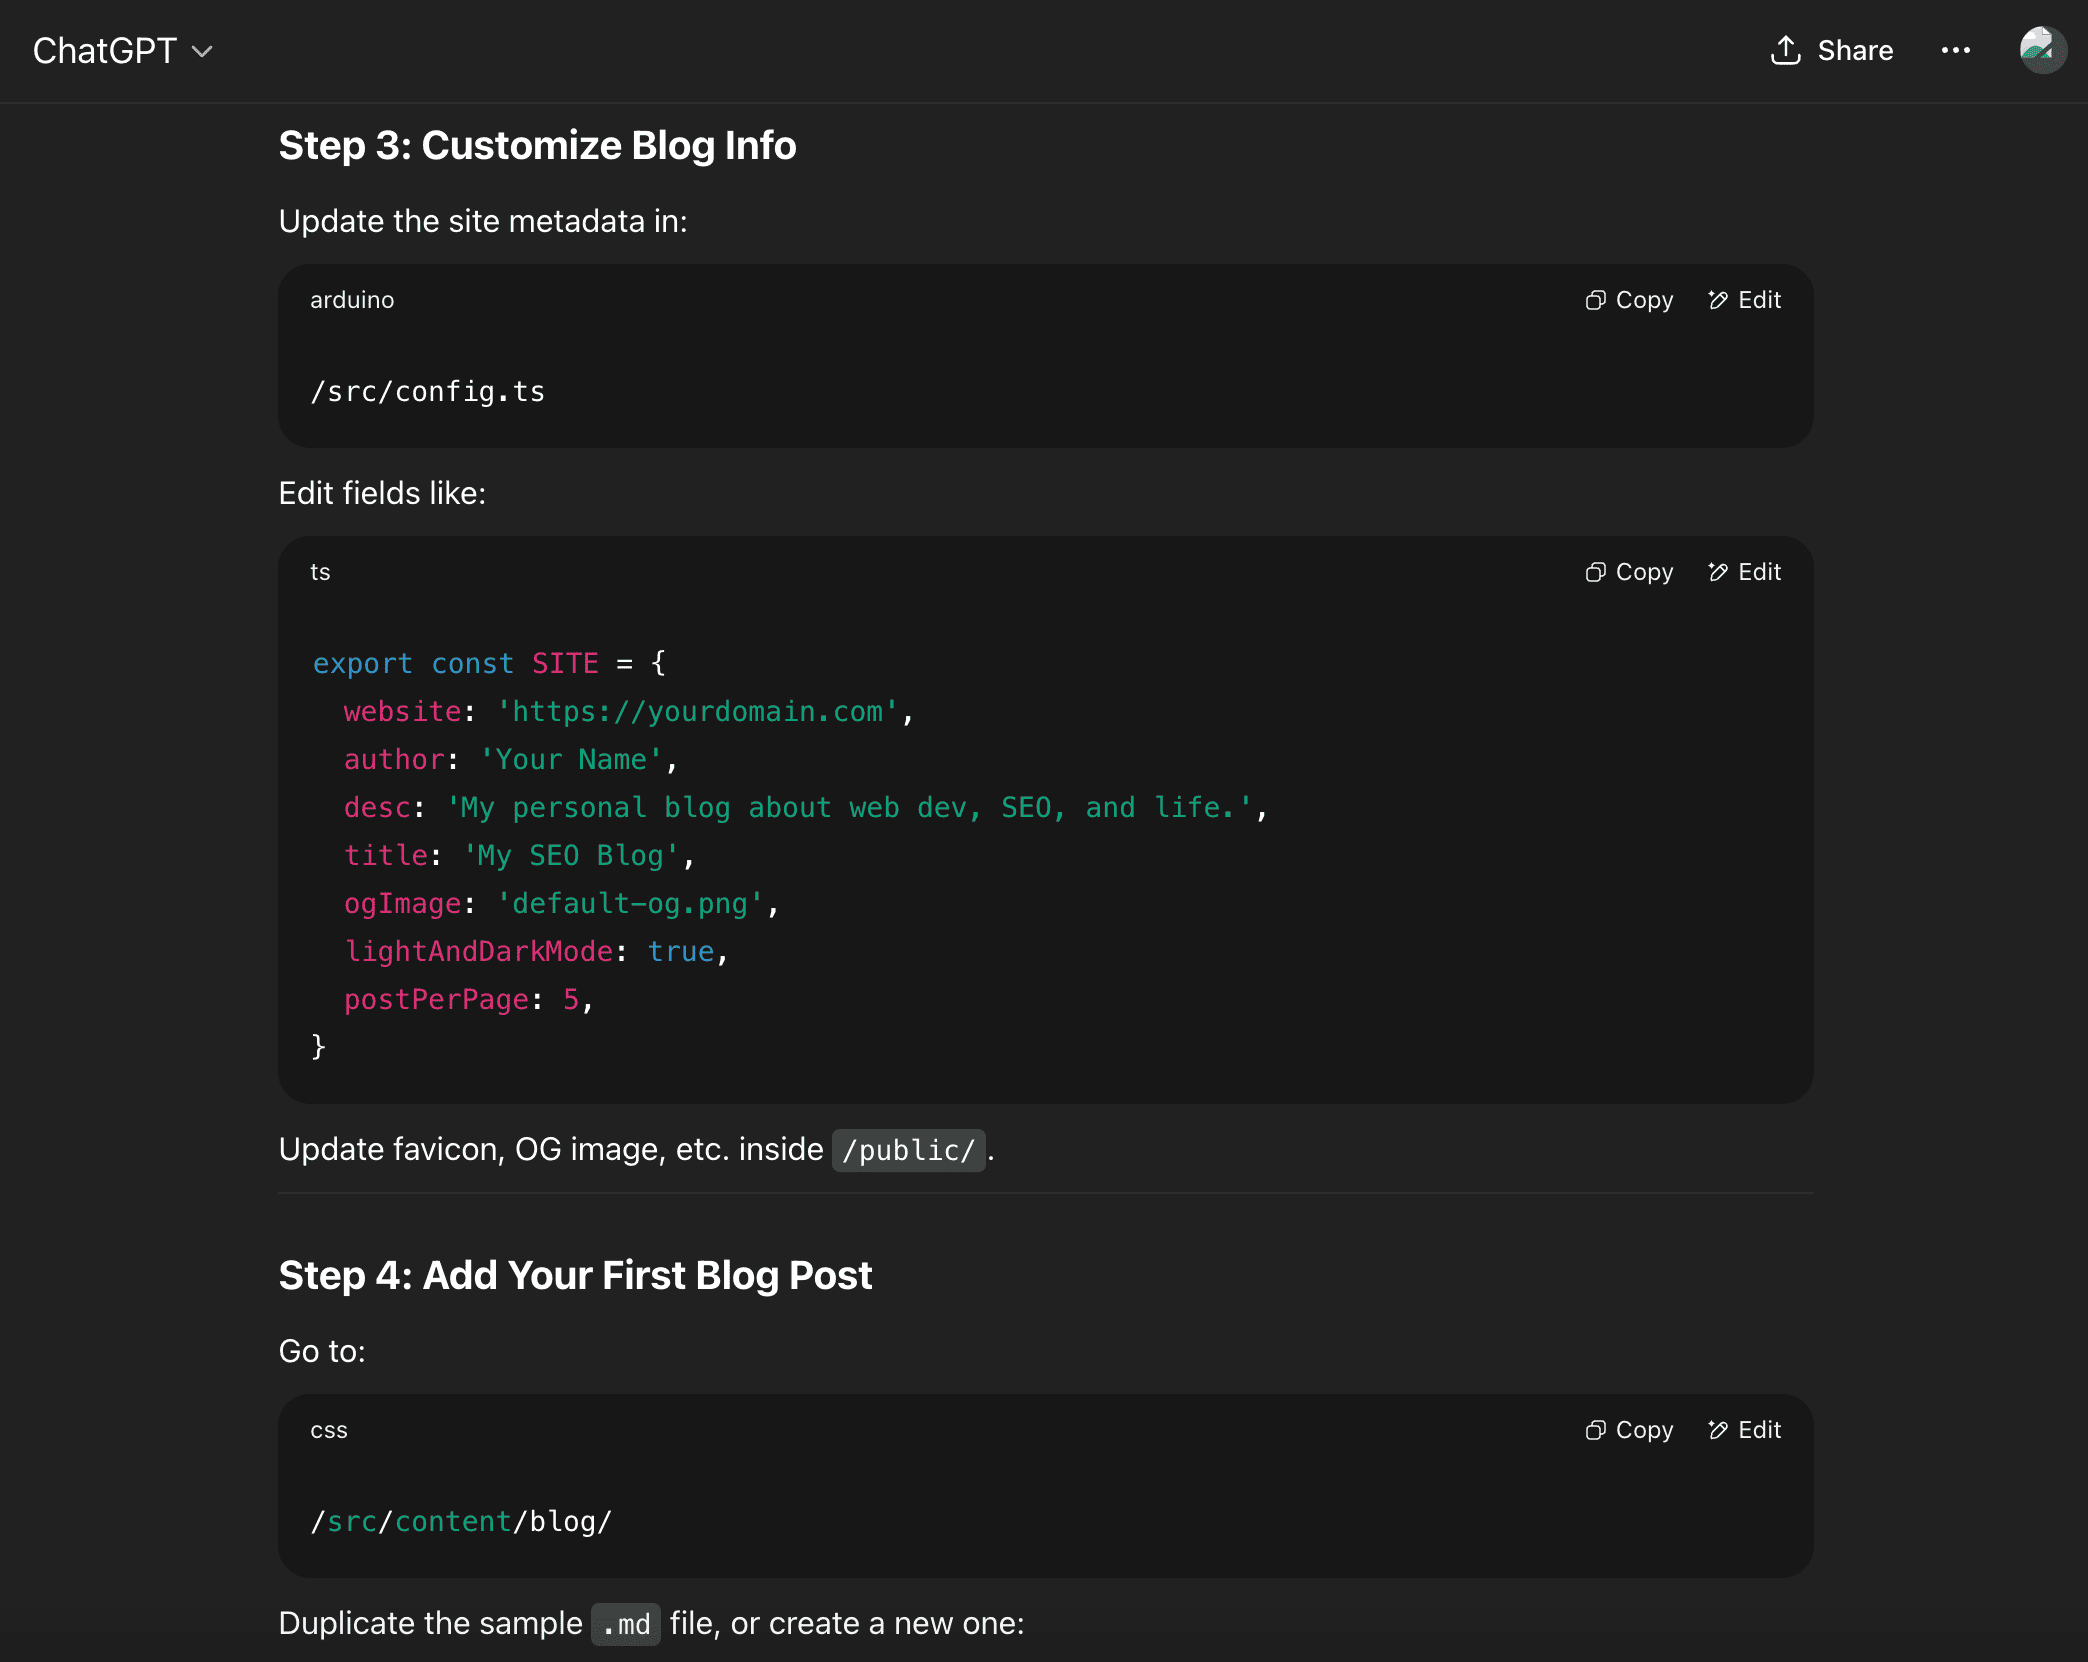 ChatGPT
Share
Step 3: Customize Blog Info
Update the site metadata in:
arduino
Copy
Edit
/src/config.ts
Edit fields like:
ts
Copy
Edit
export const SITE = {
  website: 'https://yourdomain.com',
  author: 'Your Name',
  desc: 'My personal blog about web dev, SEO, and life.',
  title: 'My SEO Blog',
  ogImage: 'default-og.png',
  lightAndDarkMode: true,
  postPerPage: 5,
}
Update favicon, OG image, etc. inside /public/.
Step 4: Add Your First Blog Post
Go to:
css
Copy
Edit
/src/content/blog/
Duplicate the sample .md file, or create a new one: